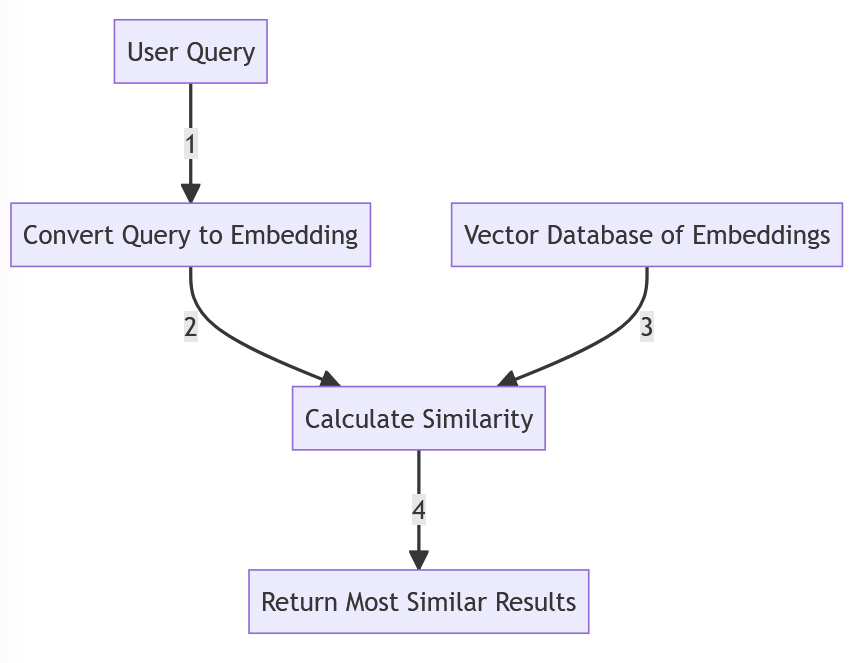 User Query
1
Convert Query to Embedding
Vector Database of Embeddings
2
3
Calculate Similarity
4
Return Most Similar Results